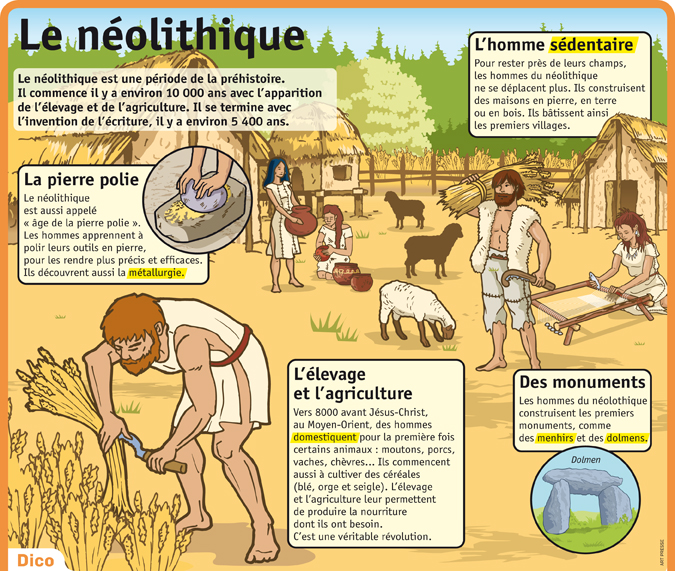 Le néolithique
Le néolithique est une période de la préhistoire.
Il commence il y a environ 10 000 ans avec l'apparition
de l'élevage et de l'agriculture. Il se termine avec
l'invention de l'écriture, il y a environ 5 400 ans.
L'homme sédentaire
Pour rester près de leurs champs,
les hommes du néolithique
ne se déplacent plus. Ils construisent
des maisons en pierre, en terre
ou en bois. Ils bâtissent ainsi
les premiers villages.
La pierre polie
Le néolithique
est aussi appelé
« âge de la pierre polie ».
Les hommes apprennent à
polir leurs outils en pierre,
pour les rendre plus précis et efficaces.
Ils découvrent aussi la métallurgie.
L'élevage
et l'agriculture
Vers 8000 avant Jésus-Christ,
au Moyen-Orient, des hommes
domestiquent pour la première fois
certains animaux : moutons, porcs,
vaches, chèvres... Ils commencent
aussi à cultiver des céréales
(blé, orge et seigle). L'élevage
et l'agriculture leur permettent
de produire la nourriture
dont ils ont besoin.
C'est une véritable révolution.
Des monuments
Les hommes du néolothique
construisent les premiers
monuments, comme
des menhirs et des dolmens.
Dolmen
Dico
ART PRESSE